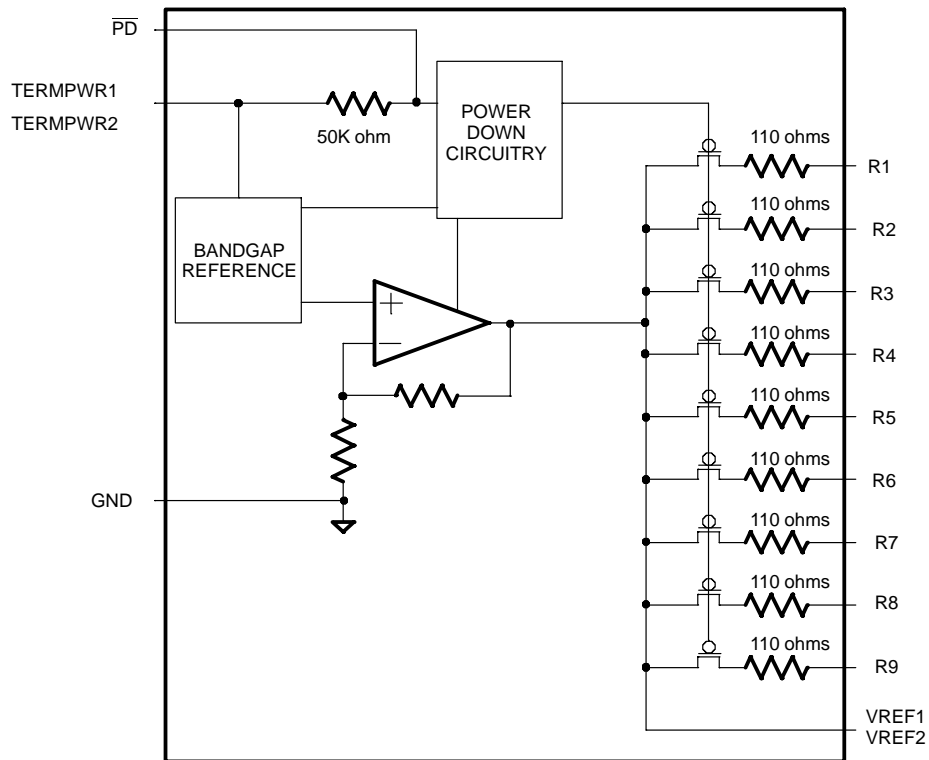 PD
TERMPWR1
TERMPWR2
50K ohm
POWER
DOWN
CIRCUITRY
BANDGAP
REFERENCE
+
−
GND
110 ohms
R1
110 ohms
R2
110 ohms
R3
110 ohms
R4
110 ohms
R5
110 ohms
R6
110 ohms
R7
110 ohms
R8
110 ohms
R9
VREF1
VREF2